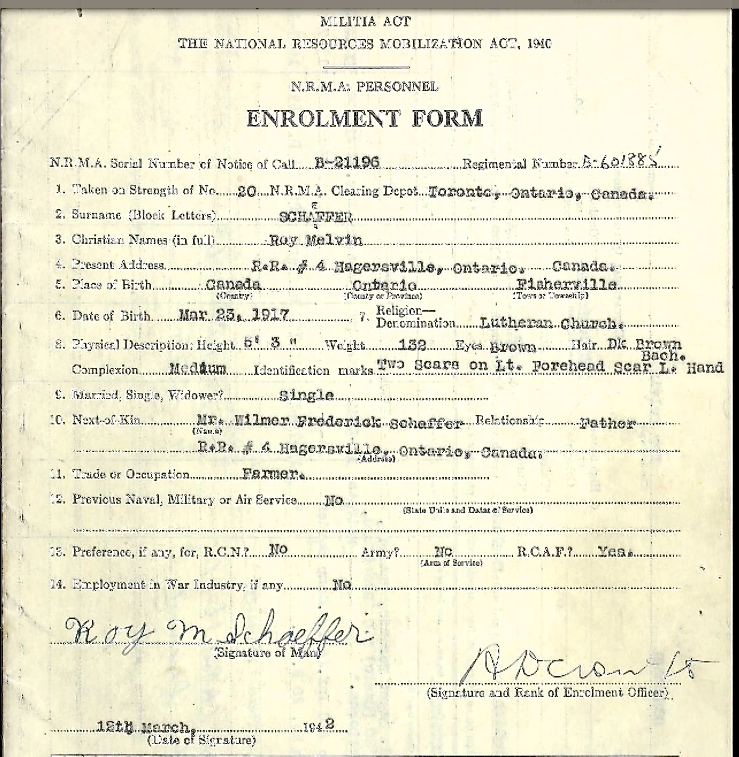 MILITIA ACT
THE NATIONAL RESOURCES MOBILIZATION ACT, 1940
N.R.M.A. PERSONNEL
ENROLMENT FORM
N.R.M.A. Serial Number of Notice of Call B-21196 Regimental Number B-601885
1. Taken on Strength of No. 20 N.R.M.A. Clearing Depot Toronto, Ontario, Canada.
2. Surname (Block Letters) SCHAFFER
3. Christian Names (in full) Roy Melvin
4. Present Address R.R. # 4 Hagersville, Ontario. Canada.
5. Place of Birth Canada Ontario Fisherville
(Country) (County or Province) (Town or Township)
6. Date of Birth Mar 23, 1917 7. Religion—Denomination Lutheran Church.
8. Physical Description: Height 5' 3 " Weight 132 Eyes Brown Hair Dk Brown
Complexion Medium Identification marks Two Scars on Lt. Forehead Scar L. Hand Bach.
9. Married, Single, Widower? Single
10. Next-of-Kin Mr. Wilmer Frederick Schaffer Relationship Father
(Name)
R.R. # 4 Hagersville, Ontario, Canada.
(Address)
11. Trade or Occupation Farmer.
12. Previous Naval, Military or Air Service No
(State Units and Dates of Service)
13. Preference, if any, for, R.C.N.? No Army? No R.C.A.F.? Yes.
(Arm of Service)
14. Employment in War Industry, if any No
Roy M Schaeffer
(Signature of Man)
(Signature and Rank of Enrolment Officer)
12th March, 1942
(Date of Signature)